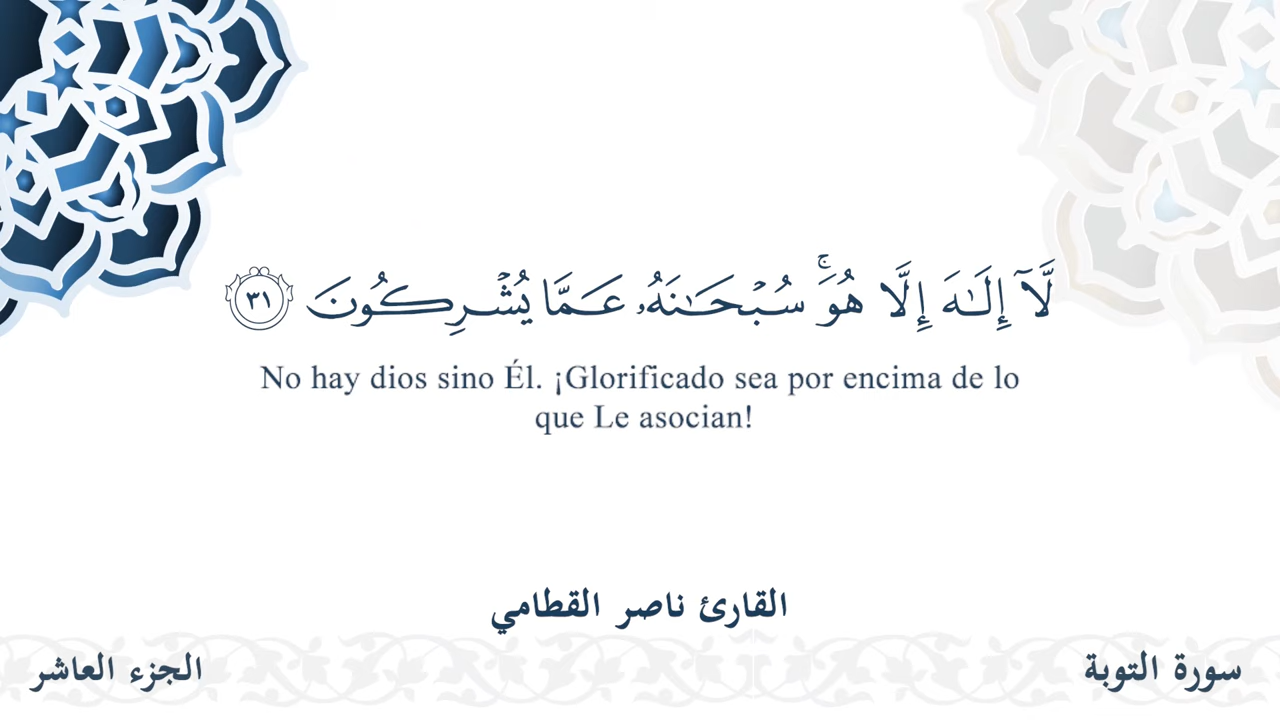 لَّآ إِلَٰهَ إِلَّا هُوَۚ سُبۡحَٰنَهُۥ عَمَّا يُشۡرِكُونَ ٣١
No hay dios sino Él. ¡Glorificado sea por encima de lo
que Le asocian!
القارئ ناصر القطامي
سورة التوبة
الجزء العاشر